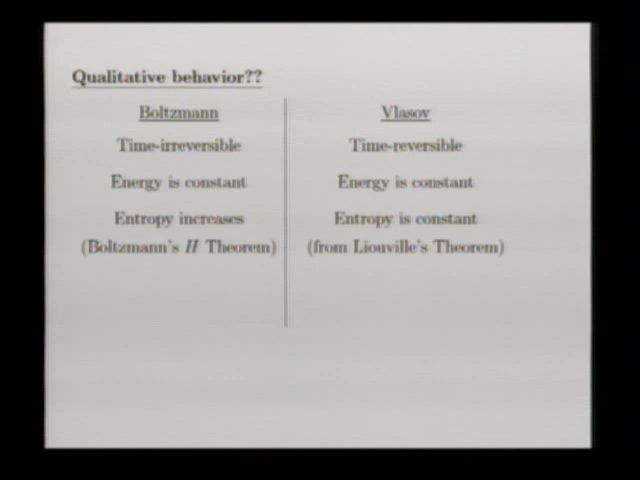 Qualitative behavior??
Boltzmann
Time-irreversible
Energy is constant
Entropy increases
(Boltzmann's H Theorem)
Vlasov
Time-reversible
Energy is constant
Entropy is constant
(from Liouville's Theorem)